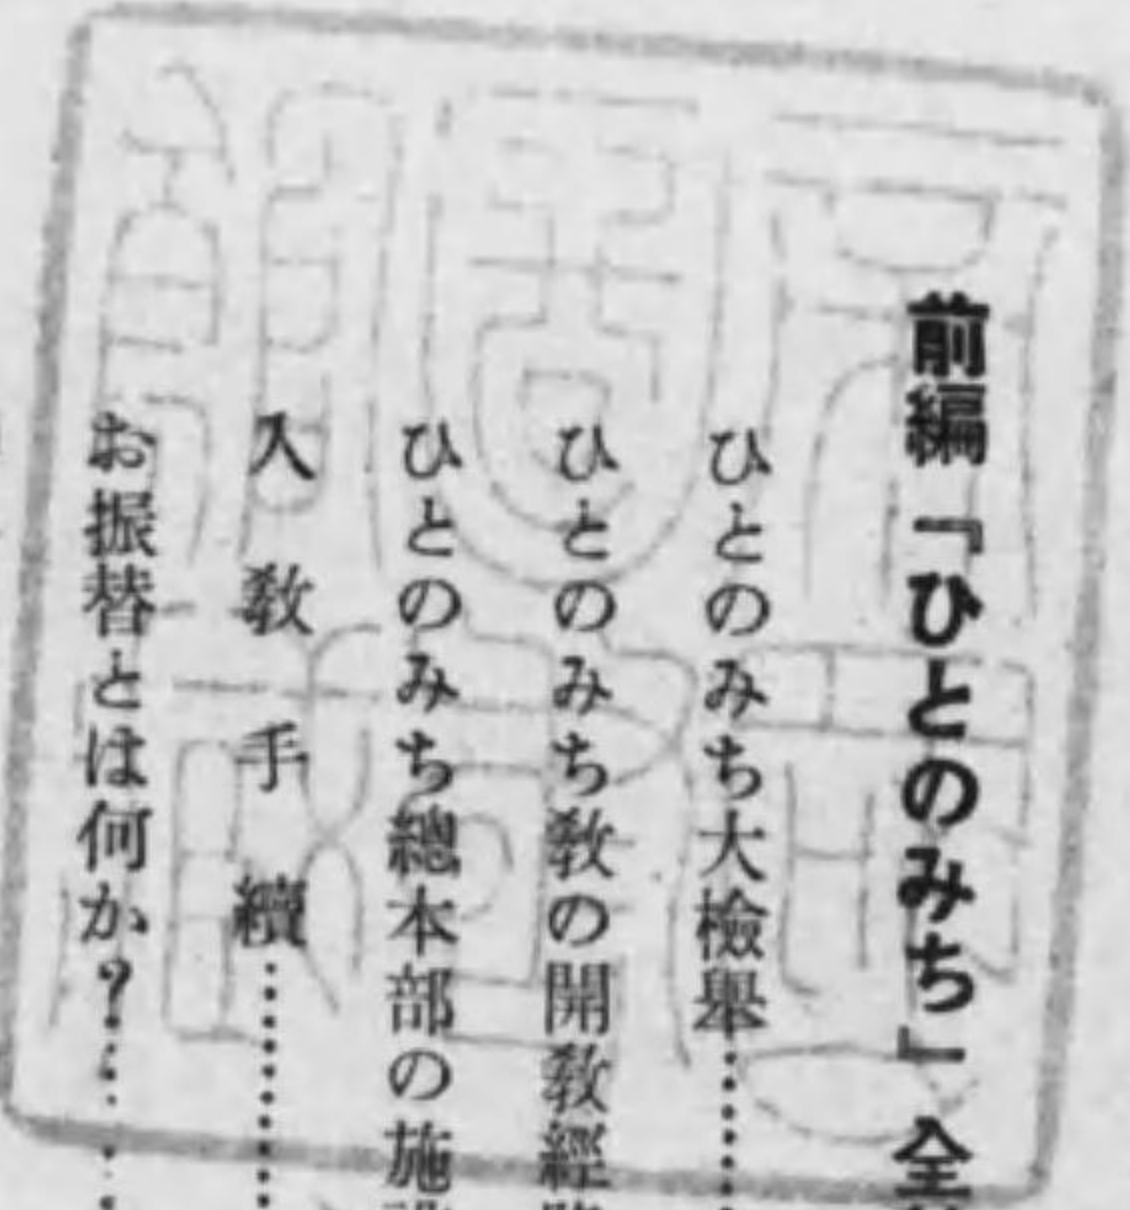 前編「ひとのみち」全
ひとのみち大檢擧……
ひとのみち教の開教經
ひとのみち總本部の施
入教手續……
お振替とは何か？……